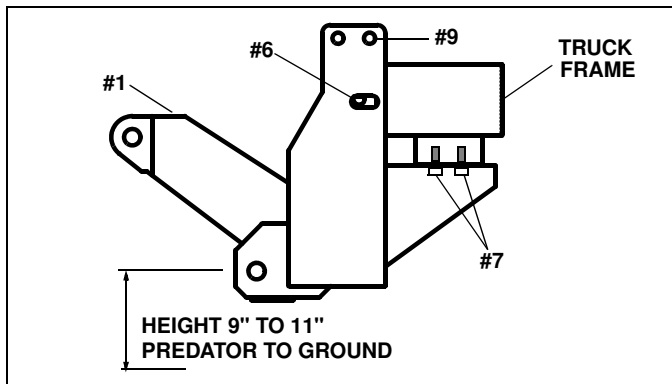 #9
#6
TRUCK
FRAME
#1
#7
HEIGHT 9" TO 11"
PREDATOR TO GROUND